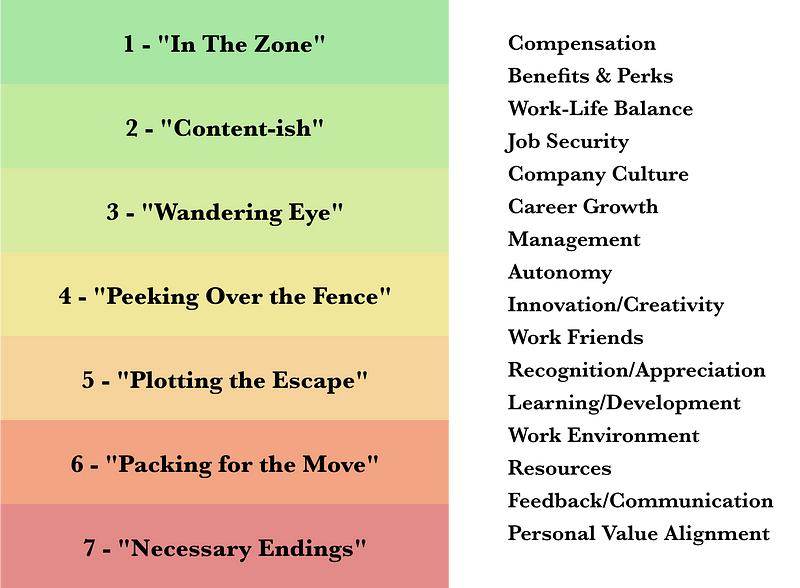 1 - "In The Zone"
2 - "Content-ish"
3 - "Wandering Eye"
4 - "Peeking Over the Fence"
5 - "Plotting the Escape"
6 - "Packing for the Move"
7 - "Necessary Endings"
Compensation
Benefits & Perks
Work-Life Balance
Job Security
Company Culture
Career Growth
Management
Autonomy
Innovation/Creativity
Work Friends
Recognition/Appreciation
Learning/Development
Work Environment
Resources
Feedback/Communication
Personal Value Alignment